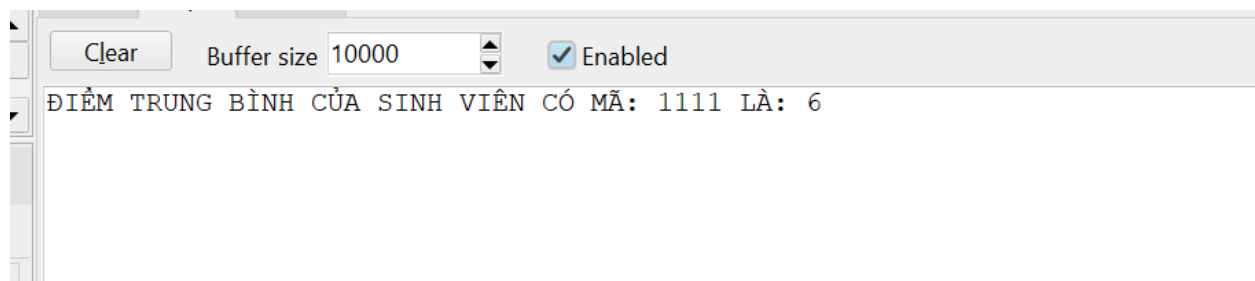 Clear Buffer size 10000 Enabled
ĐIỂM TRUNG BÌNH CỦA SINH VIÊN CÓ MÃ: 1111 LÀ: 6